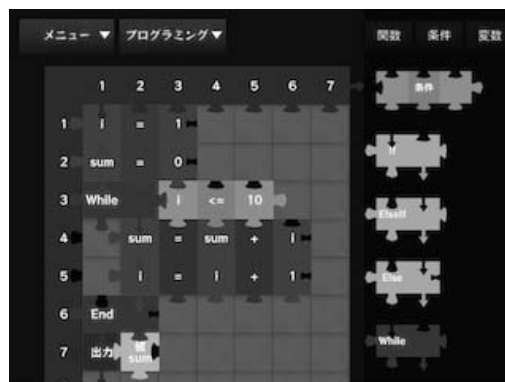 メニュー ▼ プログラミング▼ 関数 条件 変数
1 2 3 4 5 6 7
1 i = 1
2 sum = 0
3 While i <= 10
4 sum = sum + i
5 i = i + 1
6 End
7 出力 sum
条件
If
ElseIf
Else
While